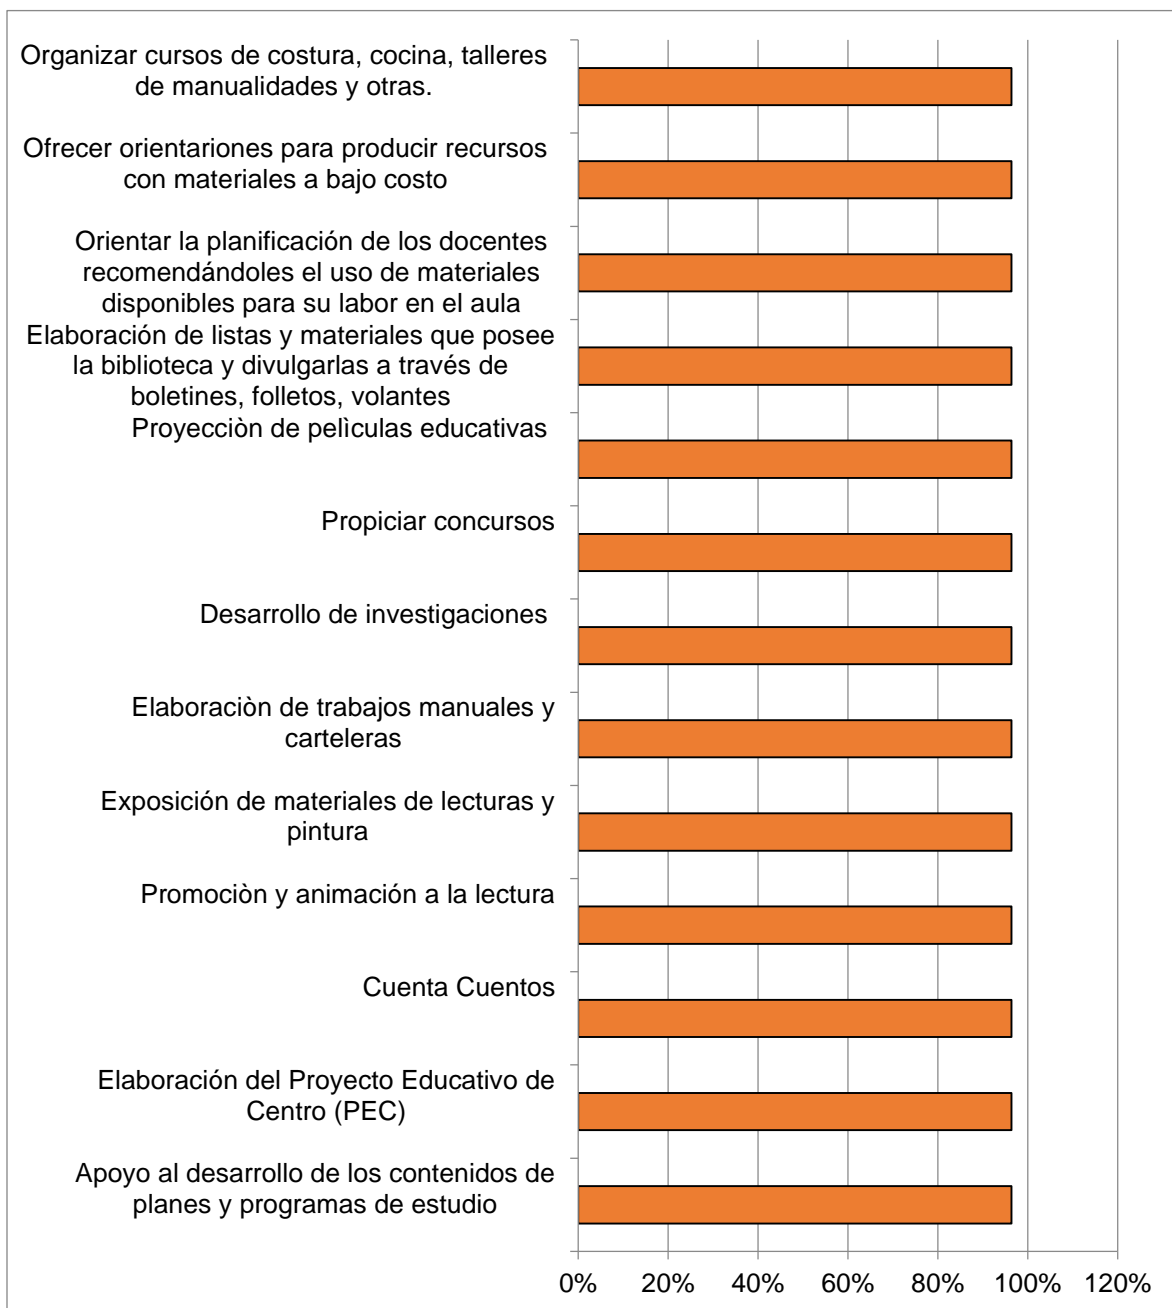 Organizar cursos de costura, cocina, talleres
de manualidades y otras.
Ofrecer orientariones para producir recursos
con materiales a bajo costo
Orientar la planificación de los docentes
recomendándoles el uso de materiales
disponibles para su labor en el aula
Elaboración de listas y materiales que posee
la biblioteca y divulgarlas a través de
boletines, folletos, volantes
Proyecciòn de pelìculas educativas
Propiciar concursos
Desarrollo de investigaciones
Elaboraciòn de trabajos manuales y
carteleras
Exposición de materiales de lecturas y
pintura
Promociòn y animación a la lectura
Cuenta Cuentos
Elaboración del Proyecto Educativo de
Centro (PEC)
Apoyo al desarrollo de los contenidos de
planes y programas de estudio
0% 20% 40% 60% 80% 100% 120%